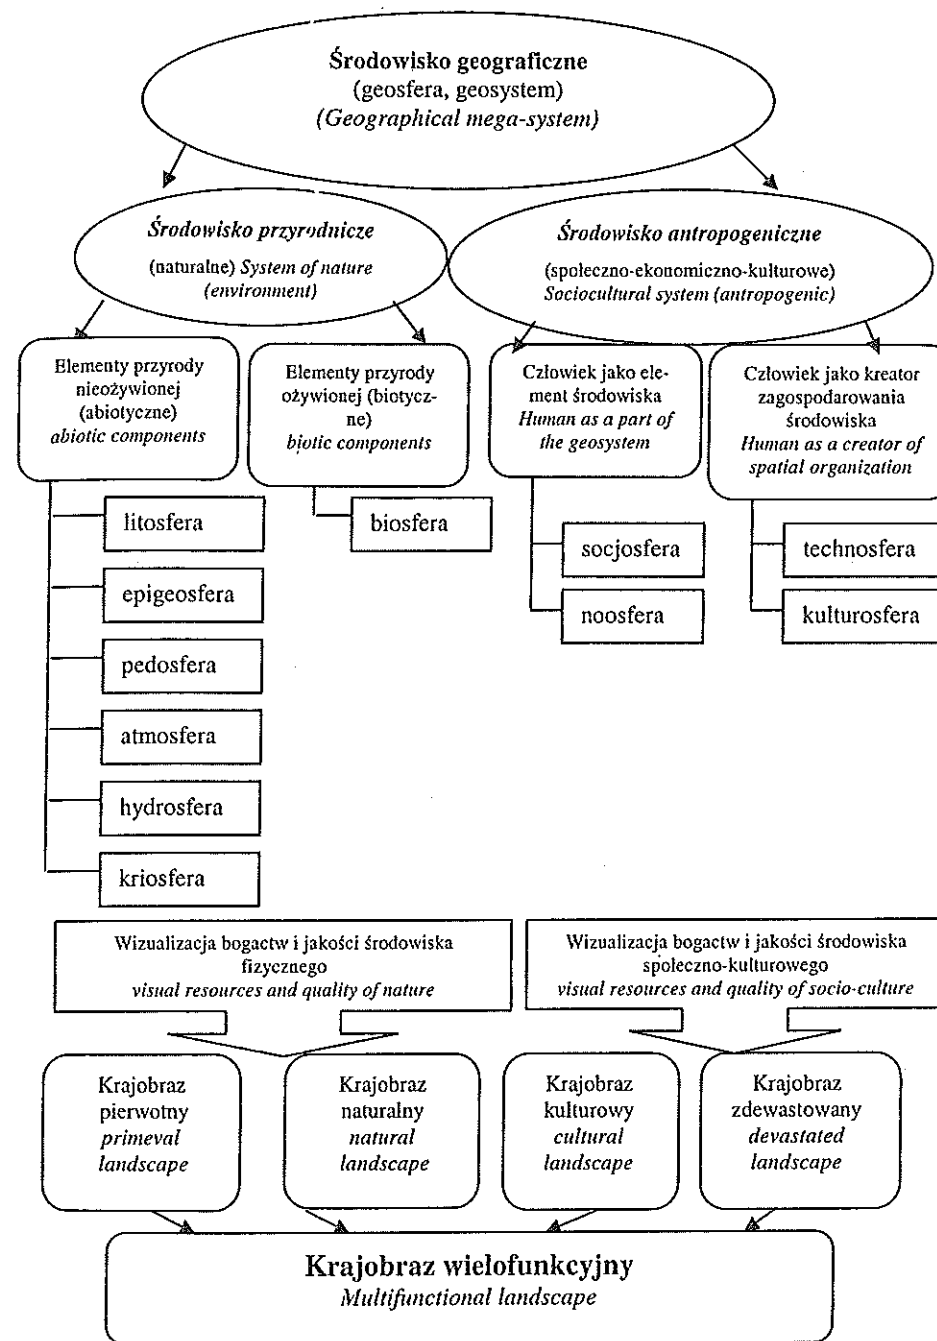 Środowisko geograficzne
(geosfera, geosystem)
(Geographical mega-system)
Środowisko przyrodnicze
(naturalne) System of nature
(environment)
Środowisko antropogeniczne
(społeczno-ekonomiczno-kulturowe)
Sociocultural system (antropogenic)
Elementy przyrody
nieożywionej
(abiotyczne)
abiotic components
Elementy przyrody
ożywionej (biotycz-
ne)
biotic components
Człowiek jako ele-
ment środowiska
Human as a part of
the geosystem
Człowiek jako kreator
zagospodarowania
środowiska
Human as a creator of
spatial organization
litosfera
epigeosfera
pedosfera
atmosfera
hydrosfera
kriosfera
biosfera
socjosfera
noosfera
technosfera
kulturosfera
Wizualizacja bogactw i jakości środowiska
fizycznego
visual resources and quality of nature
Wizualizacja bogactw i jakości środowiska
społeczno-kulturowego
visual resources and quality of socio-culture
Krajobraz
pierwotny
primeval
landscape
Krajobraz
naturalny
natural
landscape
Krajobraz
kulturowy
cultural
landscape
Krajobraz
zdewastowany
devastated
landscape
Krajobraz wielofunkcyjny
Multifunctional landscape